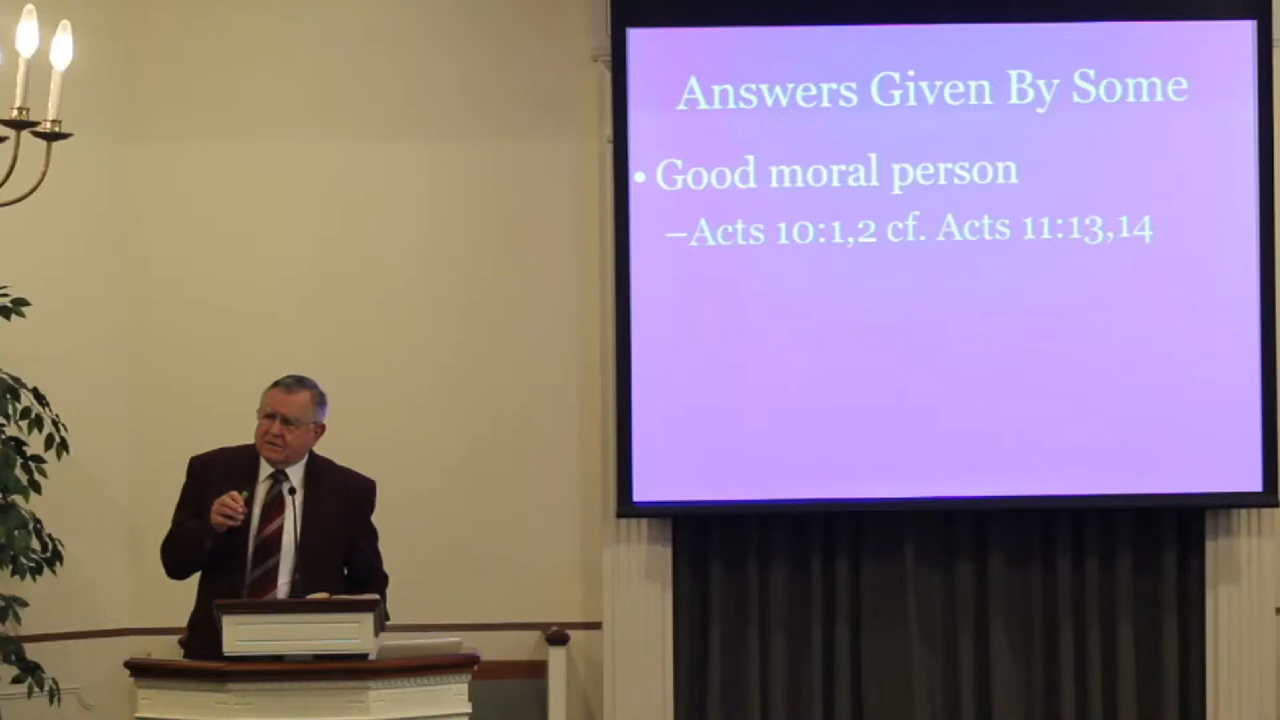 Answers Given By Some
• Good moral person
–Acts 10:1,2 cf. Acts 11:13,14